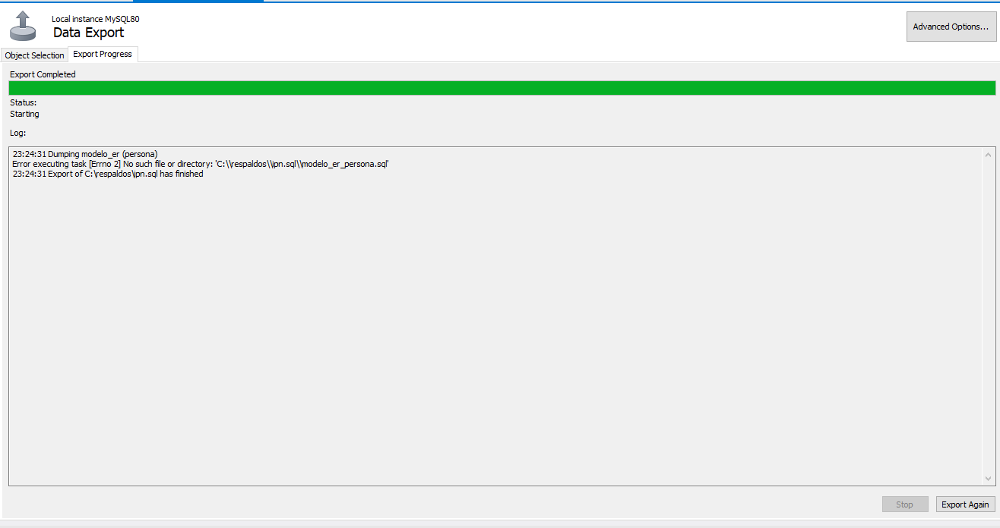 Local instance MySQL80
Data Export
Advanced Options...
Object Selection
Export Progress
Export Completed
Status:
Starting
Log:
23:24:31 Dumping modelo_er (persona)
Error executing task [Errno 2] No such file or directory: 'C:\\respaldos\\ipn.sql\\modelo_er_persona.sql'
23:24:31 Export of C:\respaldos\ipn.sql has finished
Stop
Export Again